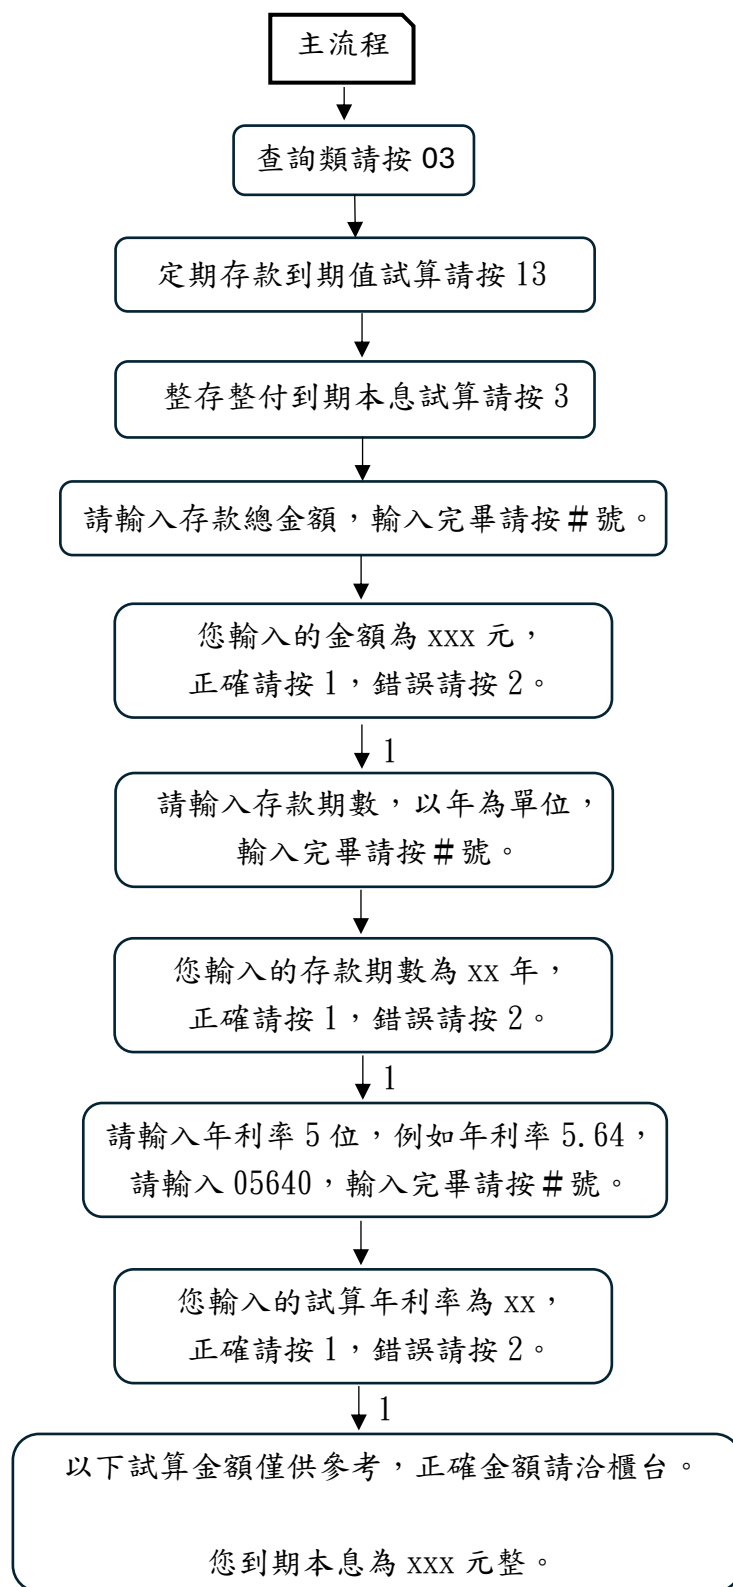 主流程
查詢類請按 03
定期存款到期值試算請按 13
整存整付到期本息試算請按 3
請輸入存款總金額，輸入完畢請按＃號。
您輸入的金額為 xxx 元，
正確請按 1，錯誤請按 2。
1
請輸入存款期數，以年為單位，
輸入完畢請按＃號。
您輸入的存款期數為 xx 年，
正確請按 1，錯誤請按 2。
1
請輸入年利率 5 位，例如年利率 5.64，
請輸入 05640，輸入完畢請按＃號。
您輸入的試算年利率為 xx，
正確請按 1，錯誤請按 2。
1
以下試算金額僅供參考，正確金額請洽櫃台。
您到期本息為 xxx 元整。